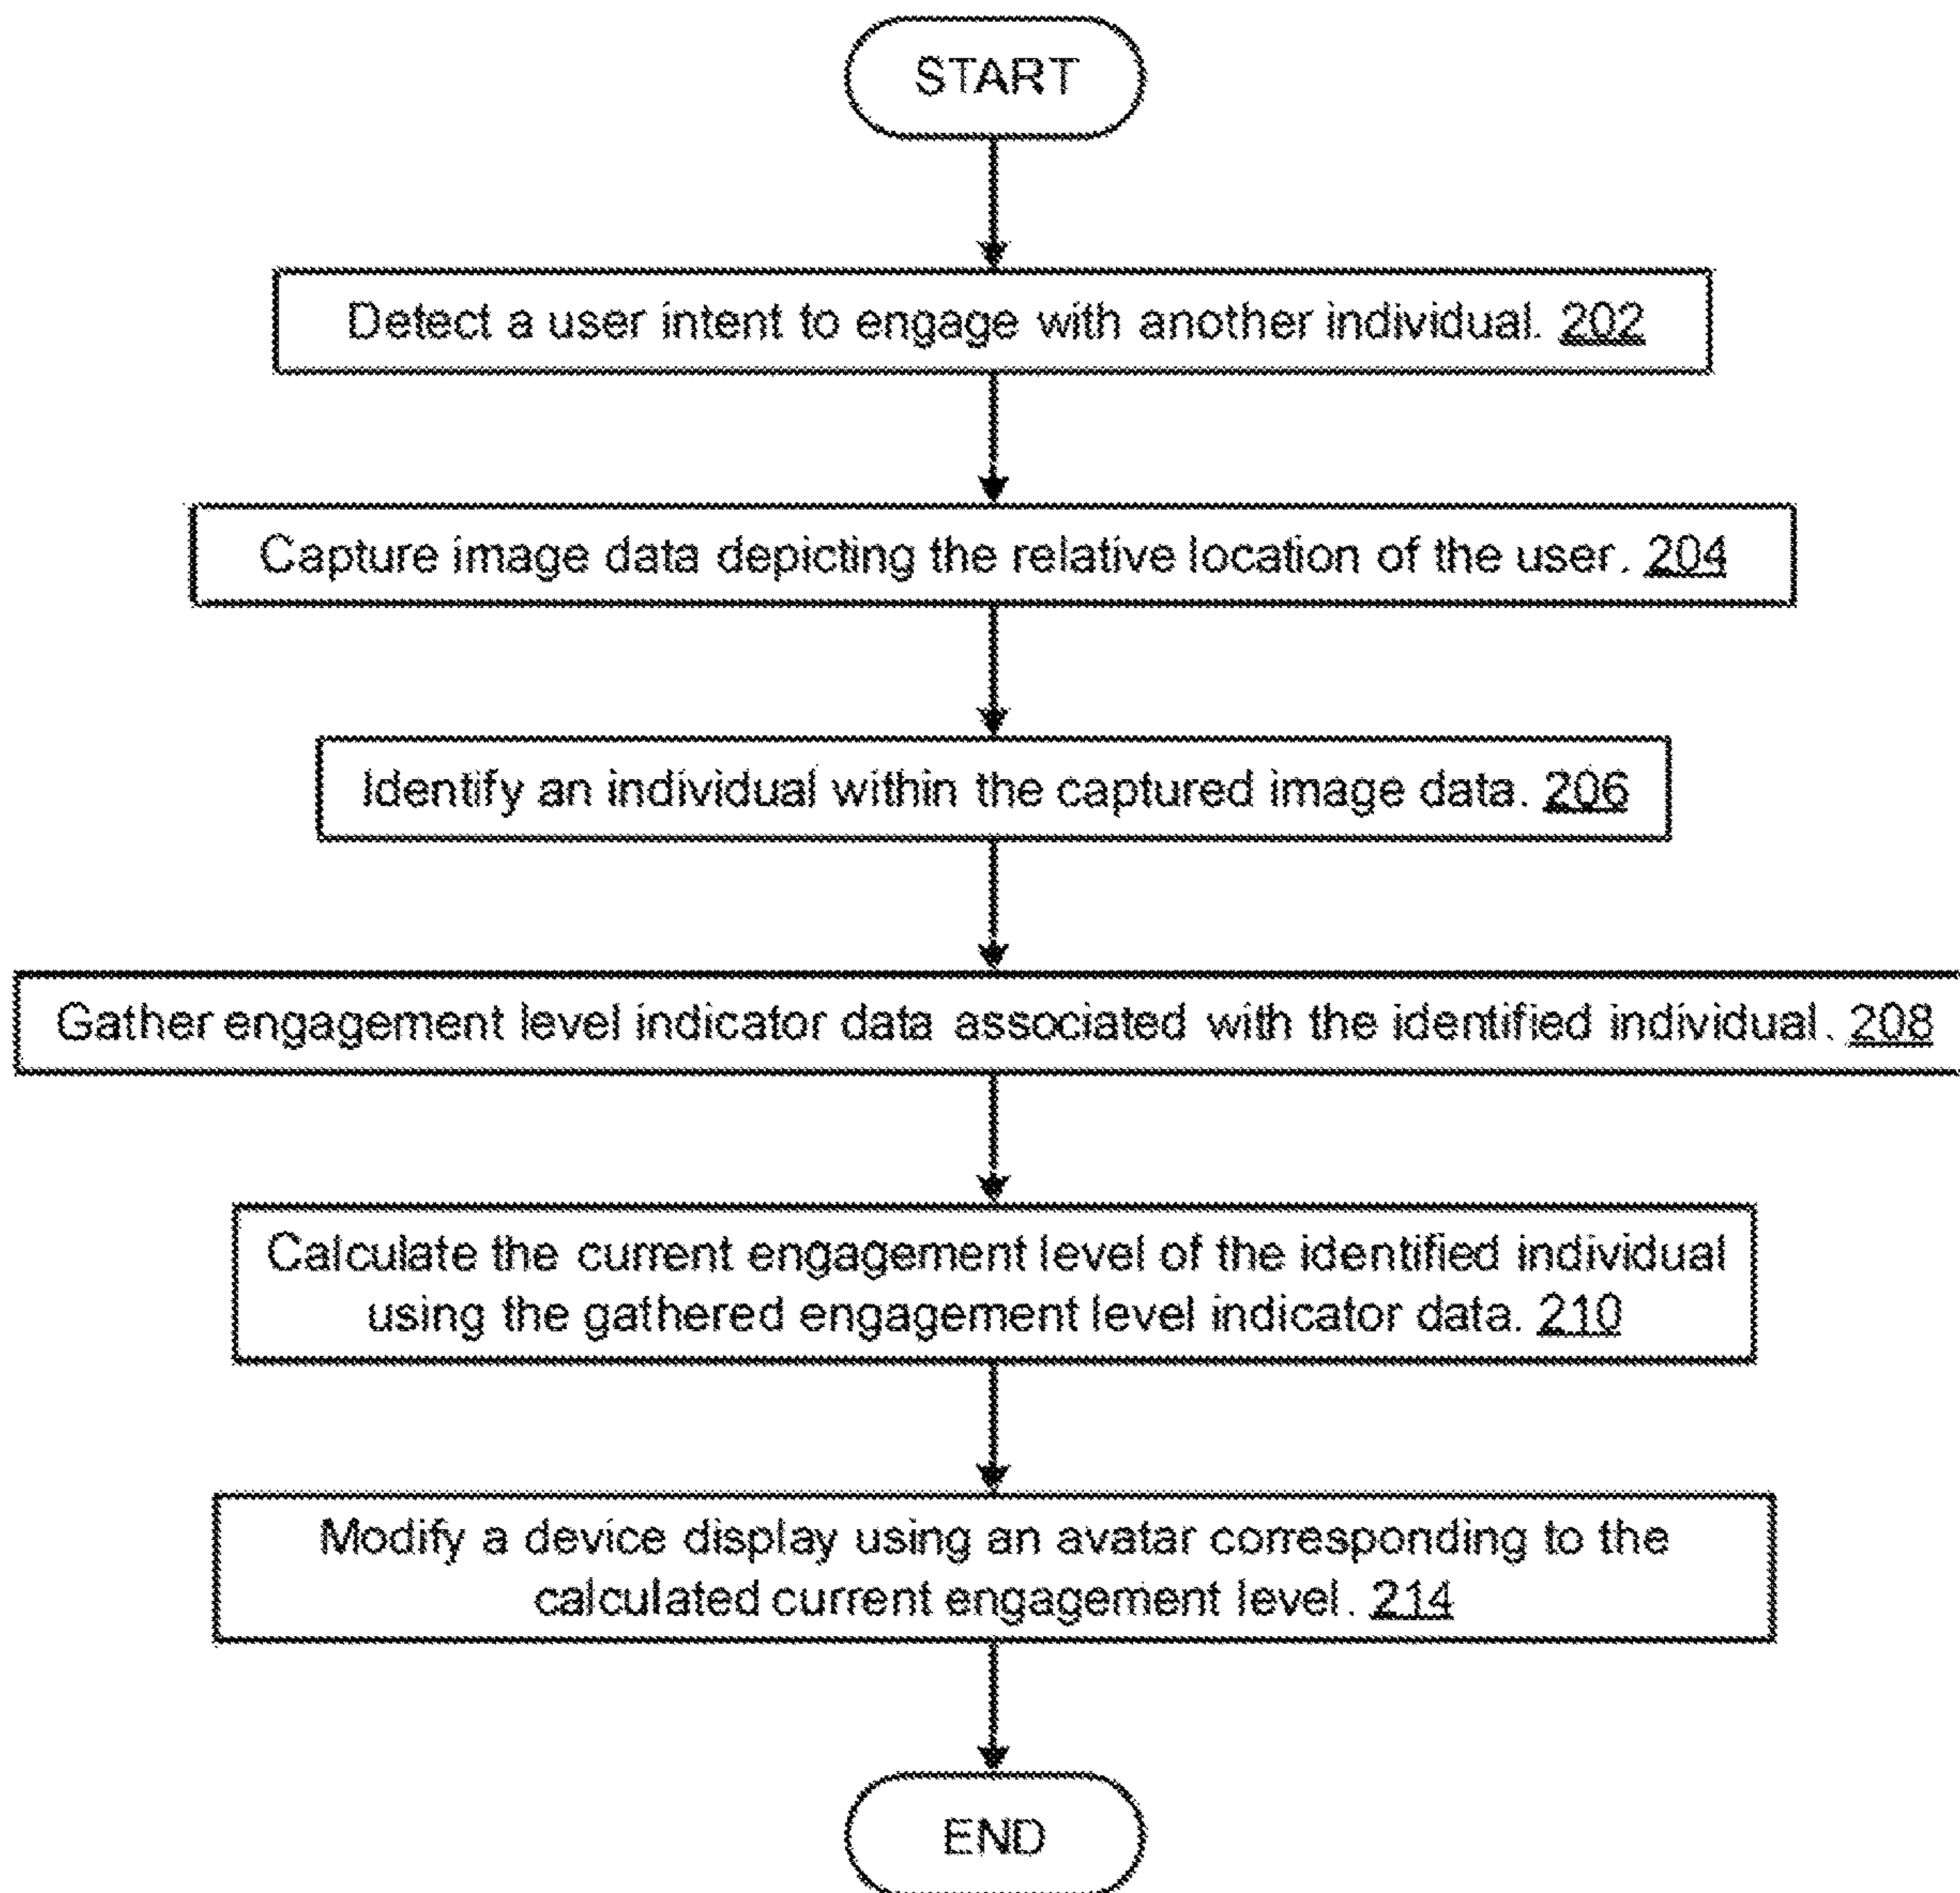 START
Detect a user intent to engage with another individual. 202
Capture image data depicting the relative location of the user. 204
Identify an individual within the captured image data. 206
Gather engagement level indicator data associated with the identified individual. 208
Calculate the current engagement level of the identified individual
using the gathered engagement level indicator data. 210
Modify a device display using an avatar corresponding to the
calculated current engagement level. 214
END